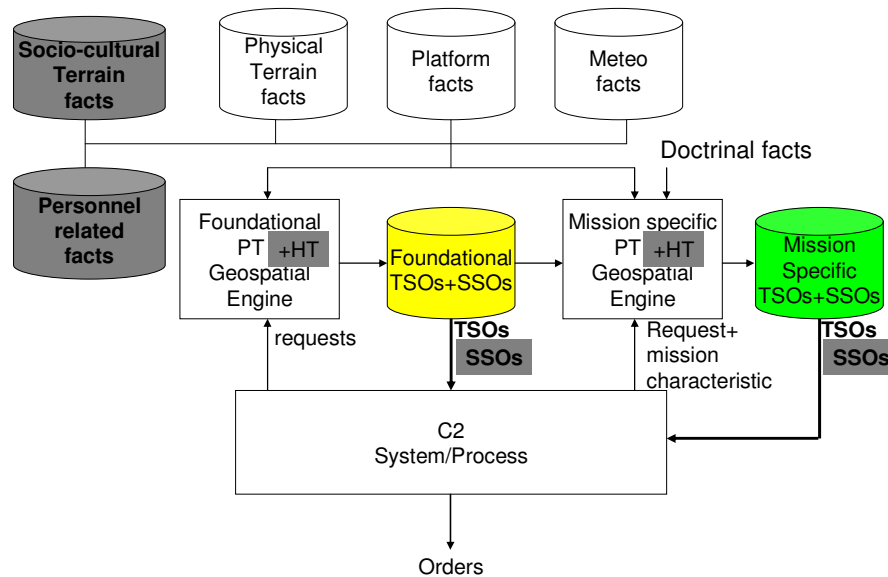 Socio-cultural
Terrain
facts
Physical
Terrain
facts
Platform
facts
Meteo
facts
Doctrinal facts
Personnel
related
facts
Foundational
PT +HT
Geospatial
Engine
Foundational
TSOs+SSOs
Mission specific
PT +HT
Geospatial
Engine
Mission
Specific
TSOs+SSOs
requests
TSOs
SSOs
Request+
mission
characteristic
TSOs
SSOs
C2
System/Process
Orders